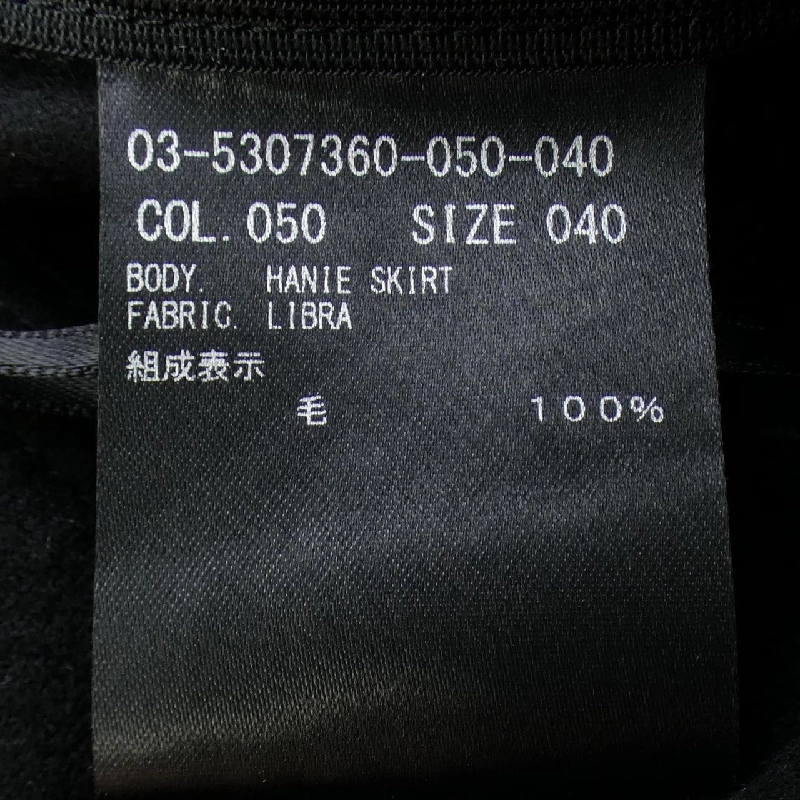 03-5307360-050-040
COL. 050 SIZE 040
BODY. HANIE SKIRT
FABRIC. LIBRA
組成表示
毛 100%